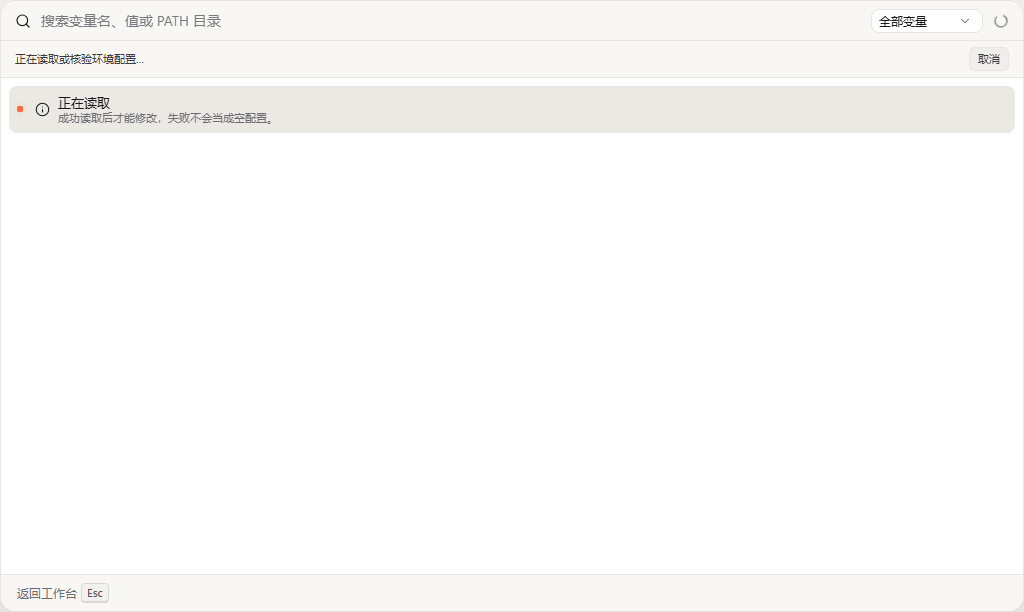 搜索变量名、值或 PATH 目录
全部变量
正在读取或核验环境配置...
取消
正在读取
成功读取后才能修改，失败不会当成空配置。
返回工作台 Esc